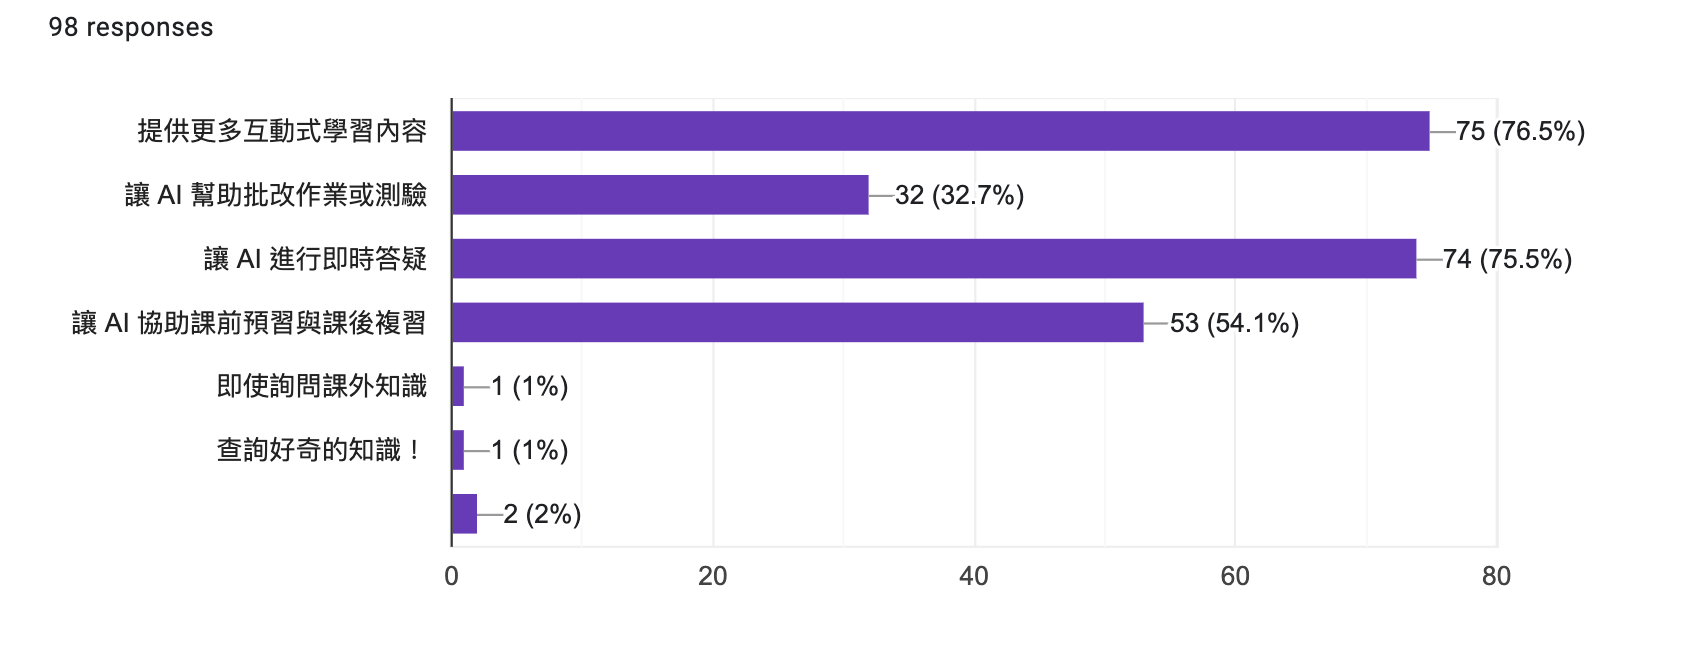 98 responses
提供更多互動式學習內容
75 (76.5%)
讓 AI 幫助批改作業或測驗
32 (32.7%)
讓 AI 進行即時答疑
74 (75.5%)
讓 AI 協助課前預習與課後複習
53 (54.1%)
即使詢問課外知識
1 (1%)
查詢好奇的知識！
1 (1%)
2 (2%)
0 20 40 60 80